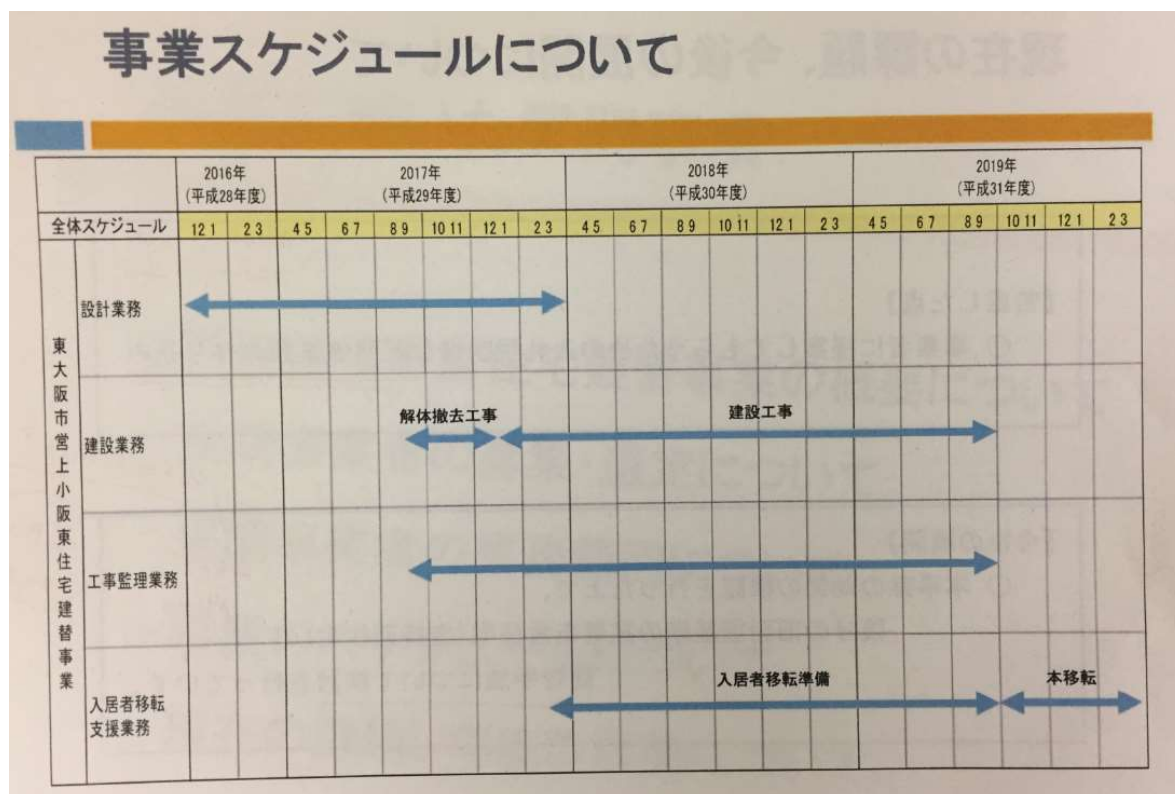 事業スケジュールについて
2016年 2017年 2018年 2019年
(平成28年度) (平成29年度) (平成30年度) (平成31年度)
全体スケジュール 12 1 2 3 4 5 6 7 8 9 10 11 12 1 2 3 4 5 6 7 8 9 10 11 12 1 2 3 4 5 6 7 8 9 10 11 12 1 2 3
東大阪市営上小阪東住宅建替事業
設計業務
建設業務
解体撤去工事
建設工事
工事監理業務
入居者移転
支援業務
入居者移転準備
本移転